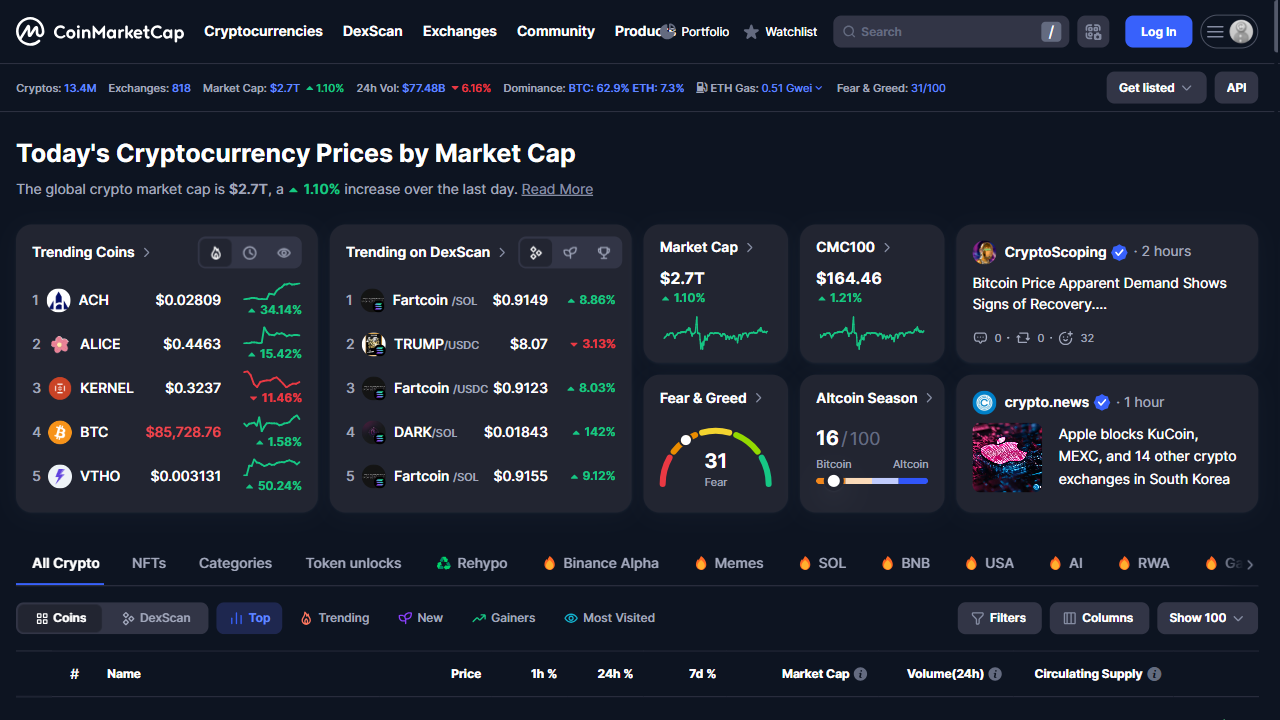 CoinMarketCap Cryptocurrencies DexScan Exchanges Community Products Portfolio Watchlist Search / Log In
Cryptos: 13.4M Exchanges: 818 Market Cap: $2.7T 1.10% 24h Vol: $77.48B 6.16% Dominance: BTC: 62.9% ETH: 7.3% ETH Gas: 0.51 Gwei Fear & Greed: 31/100 Get listed API
Today's Cryptocurrency Prices by Market Cap
The global crypto market cap is $2.7T, a 1.10% increase over the last day. Read More
Trending Coins
1 ACH $0.02809 34.14%
2 ALICE $0.4463 15.42%
3 KERNEL $0.3237 11.46%
4 BTC $85,728.76 1.58%
5 VTHO $0.003131 50.24%
Trending on DexScan
1 Fartcoin /SOL $0.9149 8.86%
2 TRUMP/USDC $8.07 3.13%
3 Fartcoin /USDC $0.9123 8.03%
4 DARK/SOL $0.01843 142%
5 Fartcoin /SOL $0.9155 9.12%
Market Cap
$2.7T
1.10%
CMC100
$164.46
1.21%
Fear & Greed
31
Fear
Altcoin Season
16/100
Bitcoin Altcoin
CryptoScoping · 2 hours
Bitcoin Price Apparent Demand Shows
Signs of Recovery....
0 · 0 · 32
crypto.news · 1 hour
Apple blocks KuCoin,
MEXC, and 14 other crypto
exchanges in South Korea
All Crypto NFTs Categories Token unlocks Rehypo Binance Alpha Memes SOL BNB USA AI RWA
Coins DexScan Top Trending New Gainers Most Visited Filters Columns Show 100
# Name Price 1h % 24h % 7d % Market Cap Volume(24h) Circulating Supply